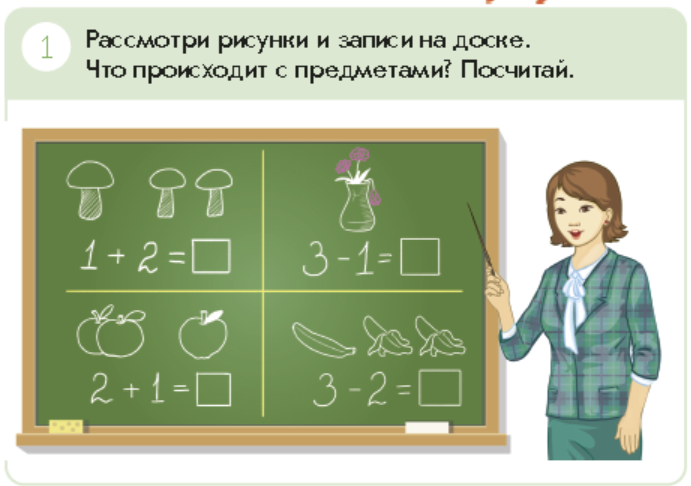 1
Рассмотри рисунки и записи на доске.
Что происходит с предметами? Посчитай.
1 + 2 =
3 - 1 =
2 + 1 =
3 - 2 =